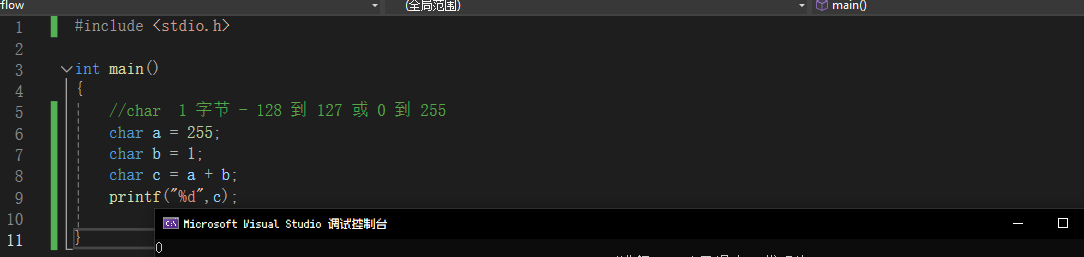 flow (全局范围) main()
1 #include <stdio.h>
2
3 int main()
4 {
5 //char 1 字节 - 128 到 127 或 0 到 255
6 char a = 255;
7 char b = 1;
8 char c = a + b;
9 printf("%d",c);
10
11 }
Microsoft Visual Studio 调试控制台
0